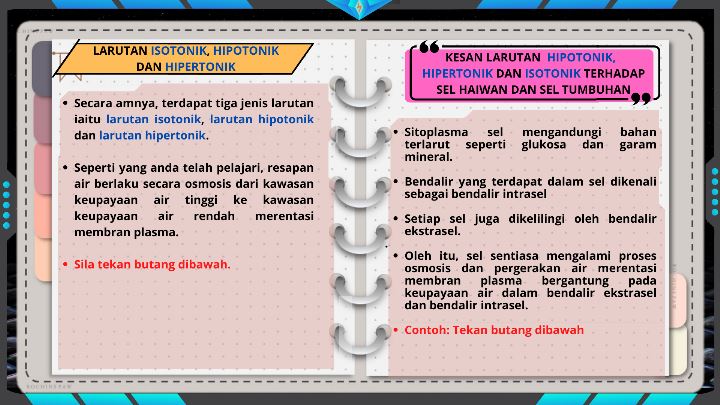 LARUTAN ISOTONIK, HIPOTONIK
DAN HIPERTONIK
Secara amnya, terdapat tiga jenis larutan
iaitu larutan isotonik, larutan hipotonik
dan larutan hipertonik.
Seperti yang anda telah pelajari, resapan
air berlaku secara osmosis dari kawasan
keupayaan air tinggi ke kawasan
keupayaan air rendah merentasi
membran plasma.
Sila tekan butang dibawah.
KESAN LARUTAN HIPOTONIK,
HIPERTONIK DAN ISOTONIK TERHADAP
SEL HAIWAN DAN SEL TUMBUHAN
Sitoplasma sel mengandungi bahan
terlarut seperti glukosa dan garam
mineral.
Bendalir yang terdapat dalam sel dikenali
sebagai bendalir intrasel
Setiap sel juga dikelilingi oleh bendalir
ekstrasel.
Oleh itu, sel sentiasa mengalami proses
osmosis dan pergerakan air merentasi
membran plasma bergantung pada
keupayaan air dalam bendalir ekstrasel
dan bendalir intrasel.
Contoh: Tekan butang dibawah